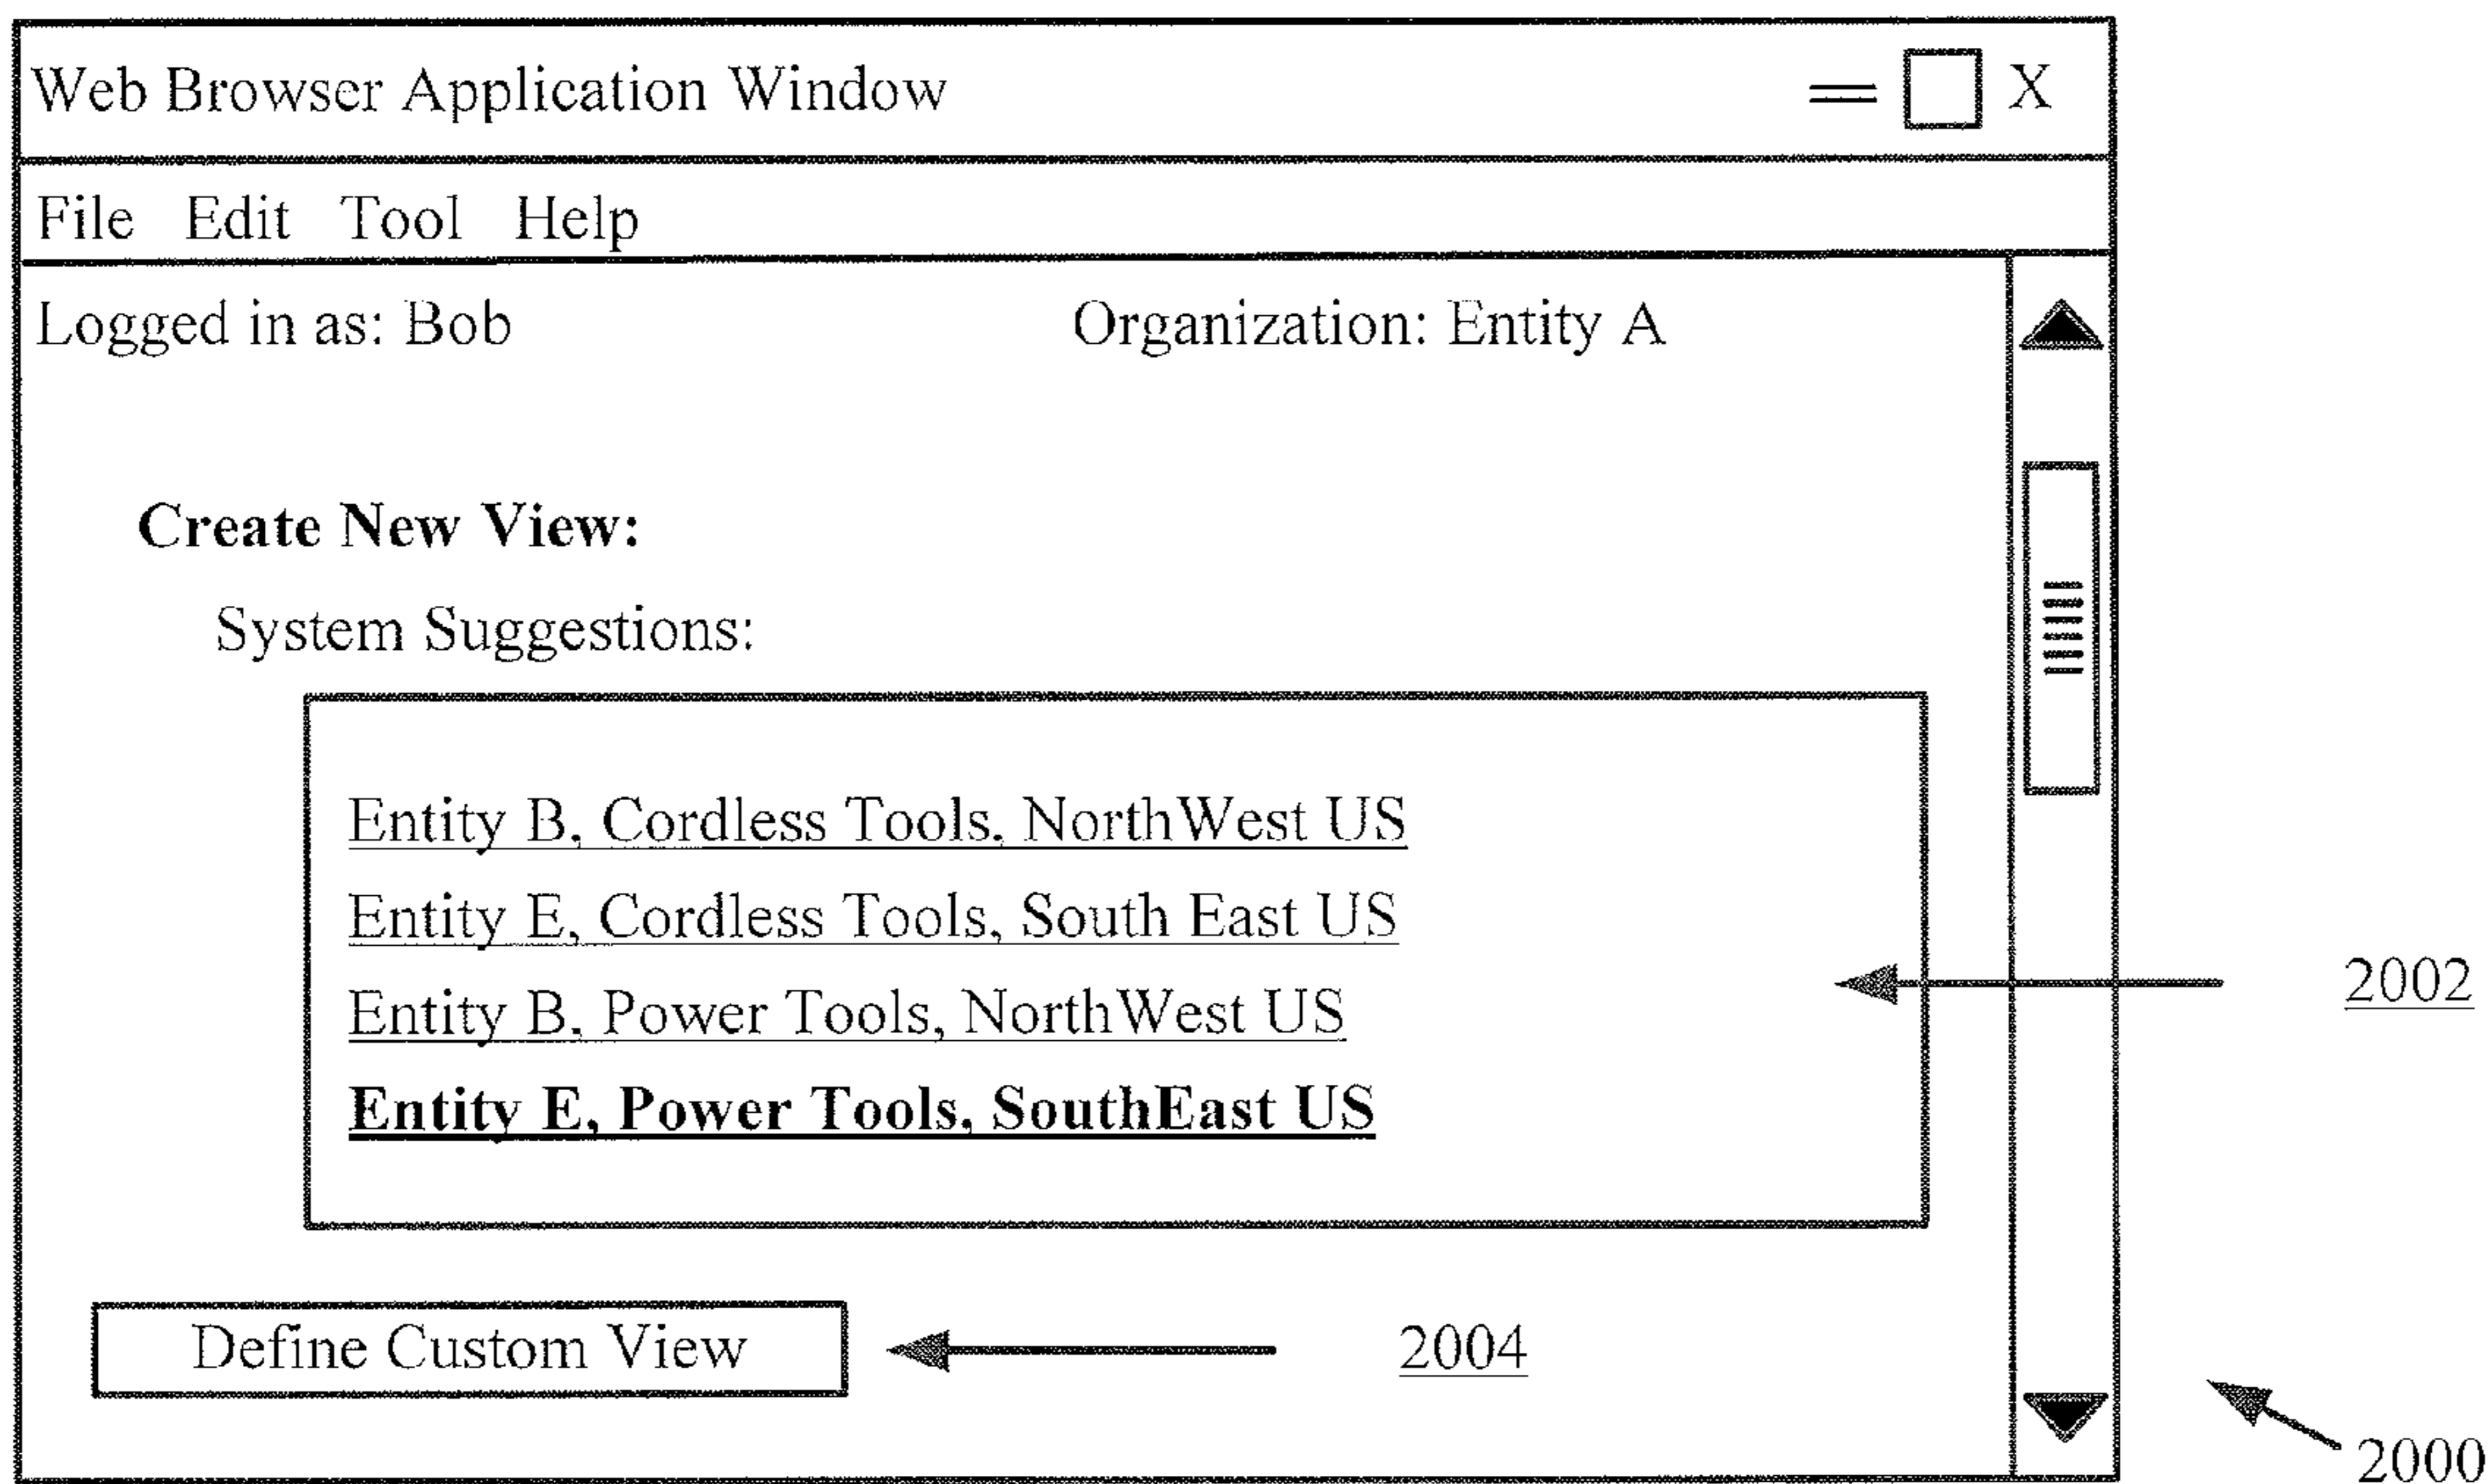 Web Browser Application Window X
File Edit Tool Help
Logged in as: Bob Organization: Entity A
Create New View:
System Suggestions:
Entity B, Cordless Tools, NorthWest US
Entity E, Cordless Tools, South East US
2002
Entity B, Power Tools, NorthWest US
Entity E, Power Tools, SouthEast US
Define Custom View 2004
2000